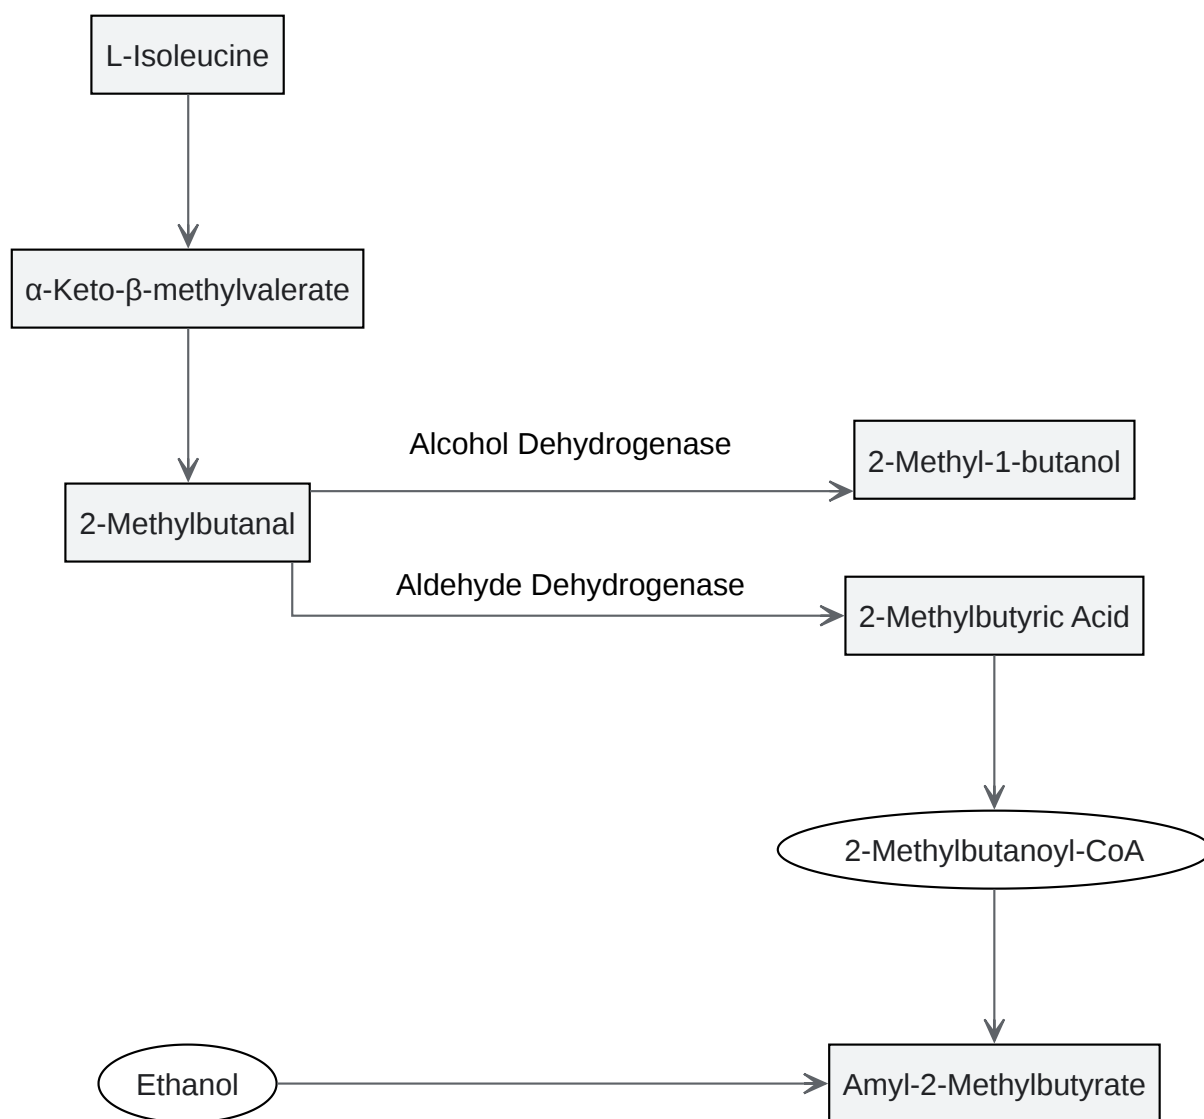 L-Isoleucine
α-Keto-β-methylvalerate
Alcohol Dehydrogenase
2-Methyl-1-butanol
2-Methylbutanal
Aldehyde Dehydrogenase
2-Methylbutyric Acid
2-Methylbutanoyl-CoA
Ethanol
Amyl-2-Methylbutyrate